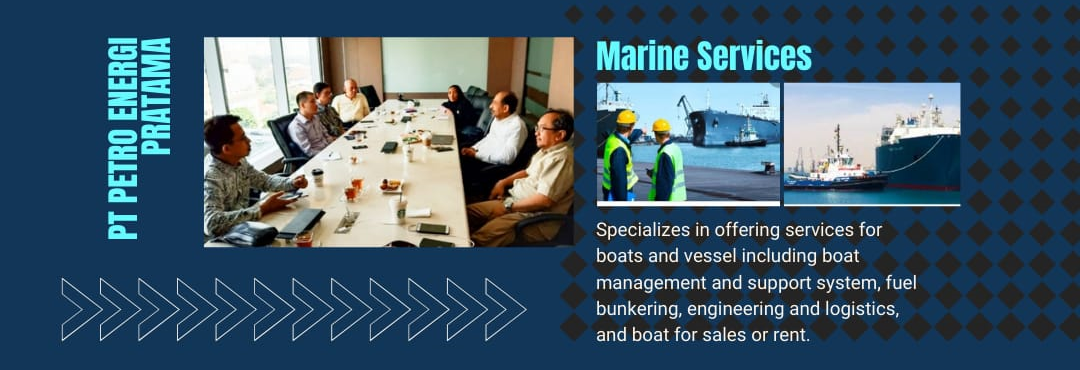 PT PETRO ENERGI
PRATAMA
Marine Services
Specializes in offering services for
boats and vessel including boat
management and support system, fuel
bunkering, engineering and logistics,
and boat for sales or rent.